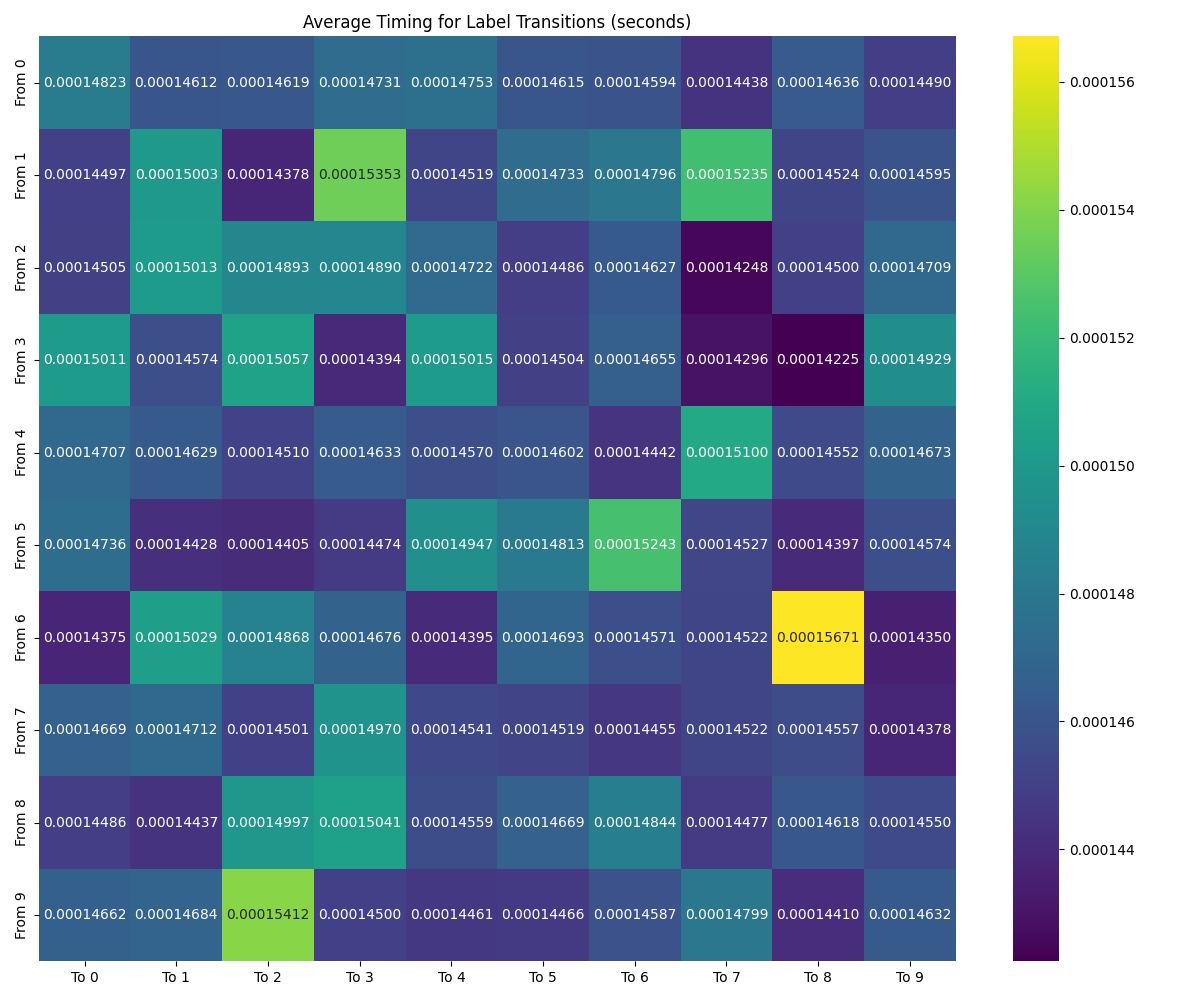 Average Timing for Label Transitions (seconds)
From 0 0.00014823 0.00014612 0.00014619 0.00014731 0.00014753 0.00014615 0.00014594 0.00014438 0.00014636 0.00014490
From 1 0.00014497 0.00015003 0.00014378 0.00015353 0.00014519 0.00014733 0.00014796 0.00015235 0.00014524 0.00014595
From 2 0.00014505 0.00015013 0.00014893 0.00014890 0.00014722 0.00014486 0.00014627 0.00014248 0.00014500 0.00014709
From 3 0.00015011 0.00014574 0.00015057 0.00014394 0.00015015 0.00014504 0.00014655 0.00014296 0.00014225 0.00014929
From 4 0.00014707 0.00014629 0.00014510 0.00014633 0.00014570 0.00014602 0.00014442 0.00015100 0.00014552 0.00014673
From 5 0.00014736 0.00014428 0.00014405 0.00014474 0.00014947 0.00014813 0.00015243 0.00014527 0.00014397 0.00014574
From 6 0.00014375 0.00015029 0.00014868 0.00014676 0.00014395 0.00014693 0.00014571 0.00014522 0.00015671 0.00014350
From 7 0.00014669 0.00014712 0.00014501 0.00014970 0.00014541 0.00014519 0.00014455 0.00014522 0.00014557 0.00014378
From 8 0.00014486 0.00014437 0.00014997 0.00015041 0.00014559 0.00014669 0.00014844 0.00014477 0.00014618 0.00014550
From 9 0.00014662 0.00014684 0.00015412 0.00014500 0.00014461 0.00014466 0.00014587 0.00014799 0.00014410 0.00014632
To 0 To 1 To 2 To 3 To 4 To 5 To 6 To 7 To 8 To 9
0.000156
0.000154
0.000152
0.000150
0.000148
0.000146
0.000144